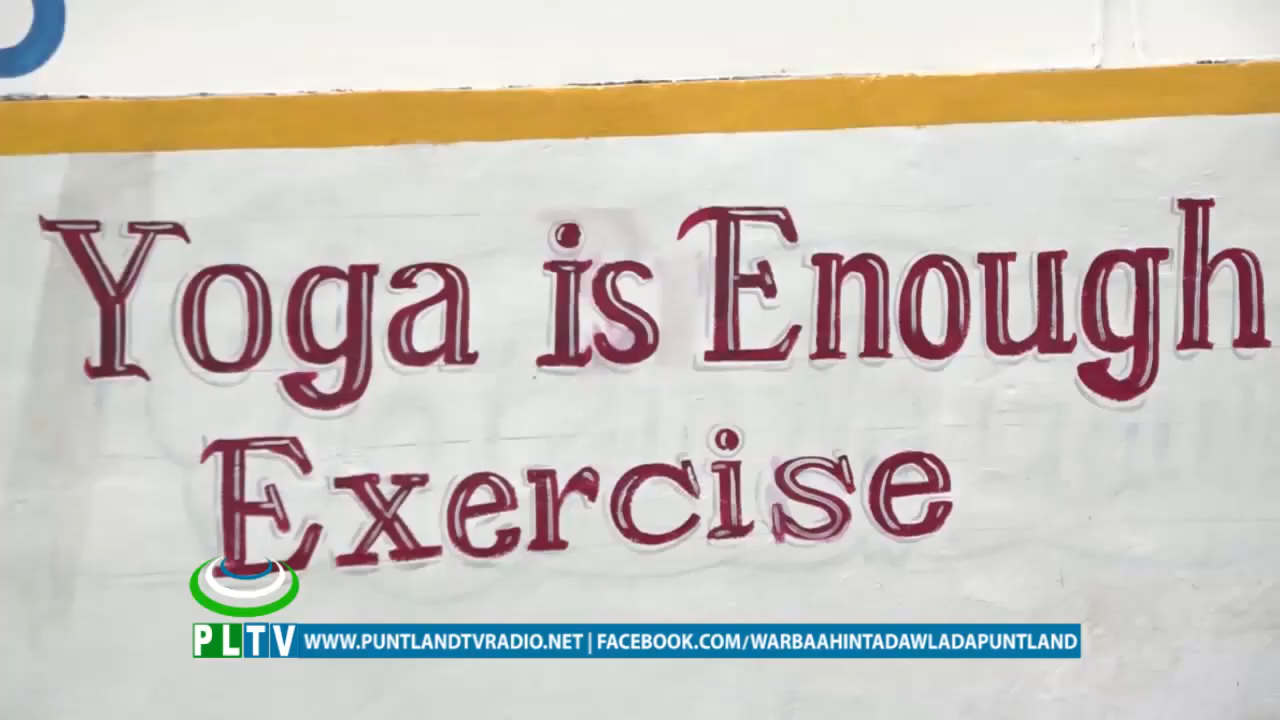 Yoga is Enough
Exercise
PLTV WWW.PUNTLANDTVRADIO.NET | FACEBOOK.COM/WARBAAHINTADAWLADAPUNTLAND